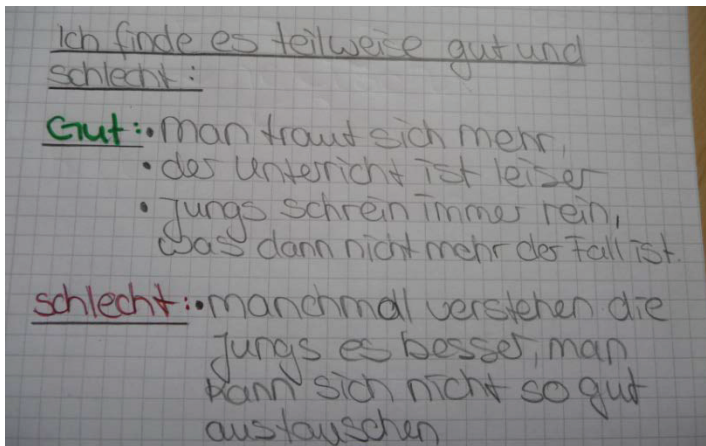 Ich finde es teilweise gut und
schlecht:
Gut: • man traut sich mehr,
• der Unterricht ist leiser
• Jungs schrein immer rein,
was dann nicht mehr der Fall ist.
schlecht: • manchmal verstehen die
Jungs es besser, man
kann sich nicht so gut
austauschen